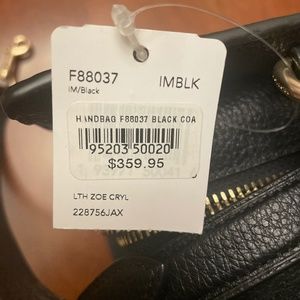 F88037 IMBLK
IM/Black
HANDBAG F88037 BLACK COA
95203 50020
$359.95
LTH ZOE CRYL
228756JAX